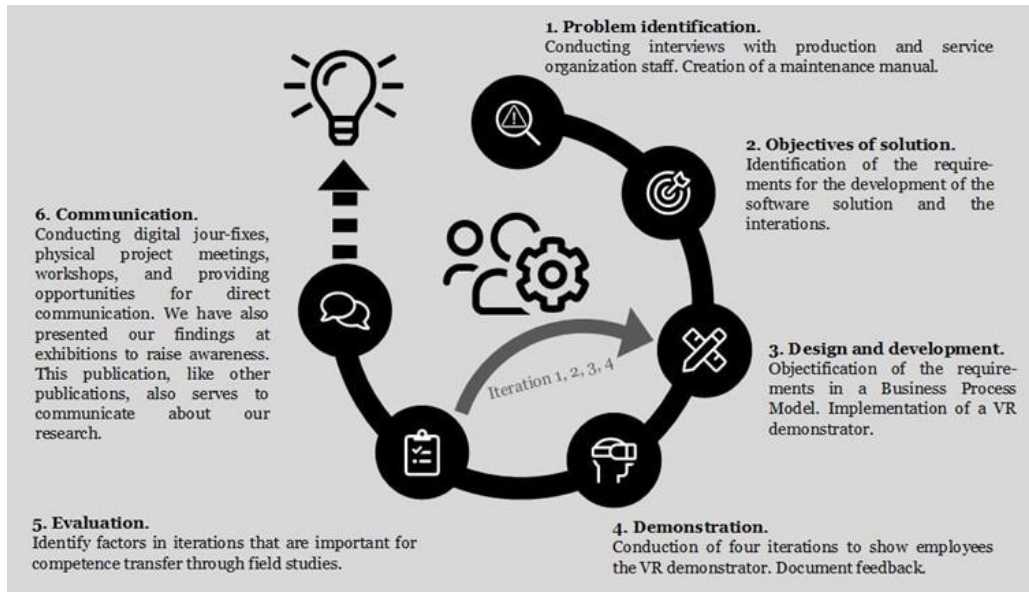 1. Problem identification.
Conducting interviews with production and service
organization staff. Creation of a maintenance manual.
2. Objectives of solution.
Identification of the require-
ments for the development of the
software solution and the
interations.
3. Design and development.
Objectification of the require-
ments in a Business Process
Model. Implementation of a VR
demonstrator.
4. Demonstration.
Conduction of four iterations to show employees
the VR demonstrator. Document feedback.
5. Evaluation.
Identify factors in iterations that are important for
competence transfer through field studies.
6. Communication.
Conducting digital jour-fixes,
physical project meetings,
workshops, and providing
opportunities for direct
communication. We have also
presented our findings at
exhibitions to raise awareness.
This publication, like other
publications, also serves to
communicate about our
research.
Iteration 1, 2, 3, 4